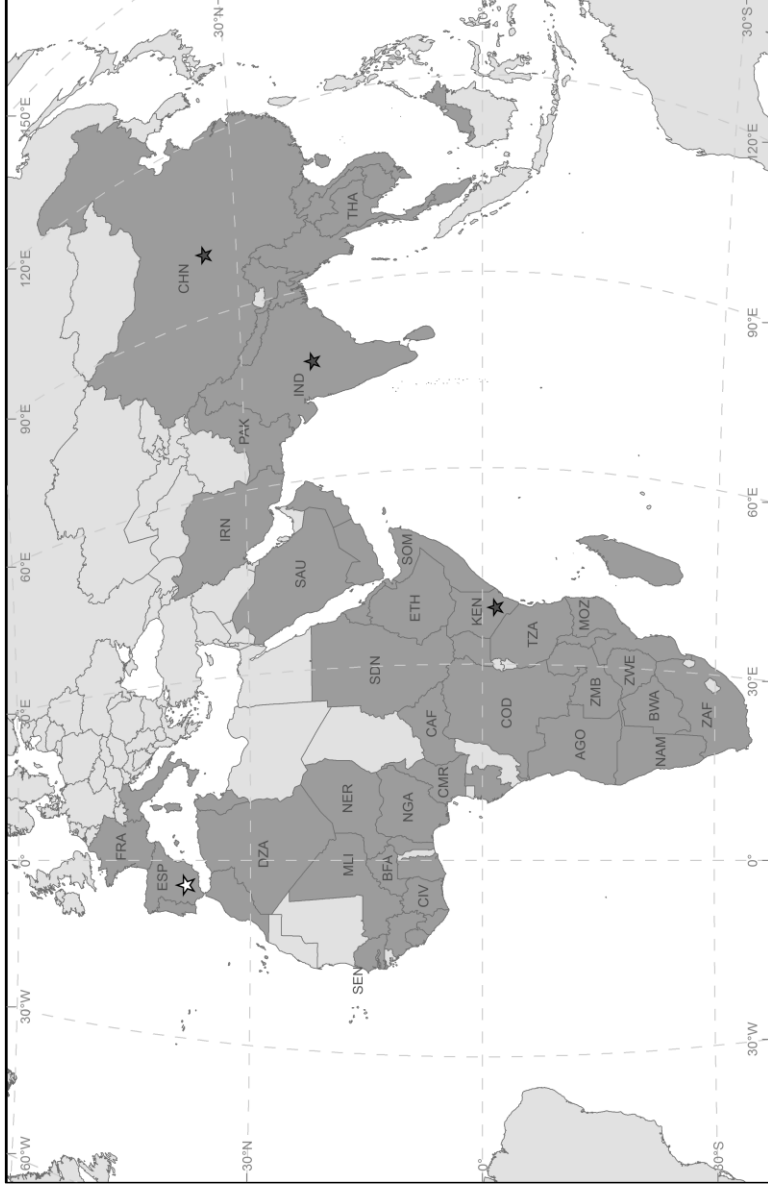 60°W
30°W
0°
30°E
60°E
90°E
120°E
150°E
30°N
30°N
FRA
ESP
CHN
IRN
PAK
DZA
SAU
IND
MLI
NER
SEN
BFA
NGA
SDN
THA
CIV
CMR
CAF
ETH
SOM
KEN
0°
COD
TZA
AGO
ZMB
MOZ
ZWE
NAM
BWA
ZAF
30°S
30°S
30°W
0°
30°E
60°E
90°E
120°E